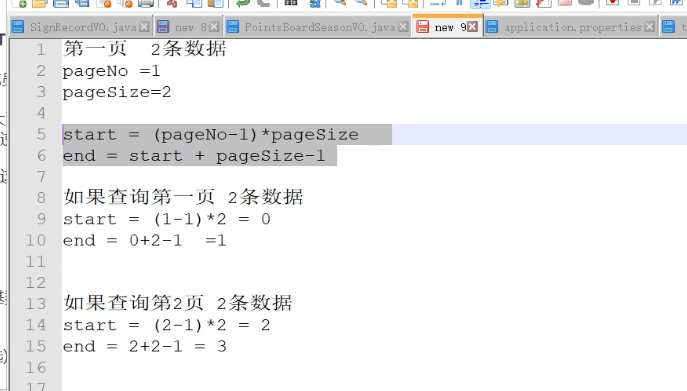 SignRecordVO.java new 8 PointsBoardSeasonVO.java new 9 application.properties
1 第一页 2条数据
2 pageNo =1
3 pageSize=2
4
5 start = (pageNo-1)*pageSize
6 end = start + pageSize-1
7
8 如果查询第一页 2条数据
9 start = (1-1)*2 = 0
10 end = 0+2-1 =1
11
12
13 如果查询第2页 2条数据
14 start = (2-1)*2 = 2
15 end = 2+2-1 = 3
16
17